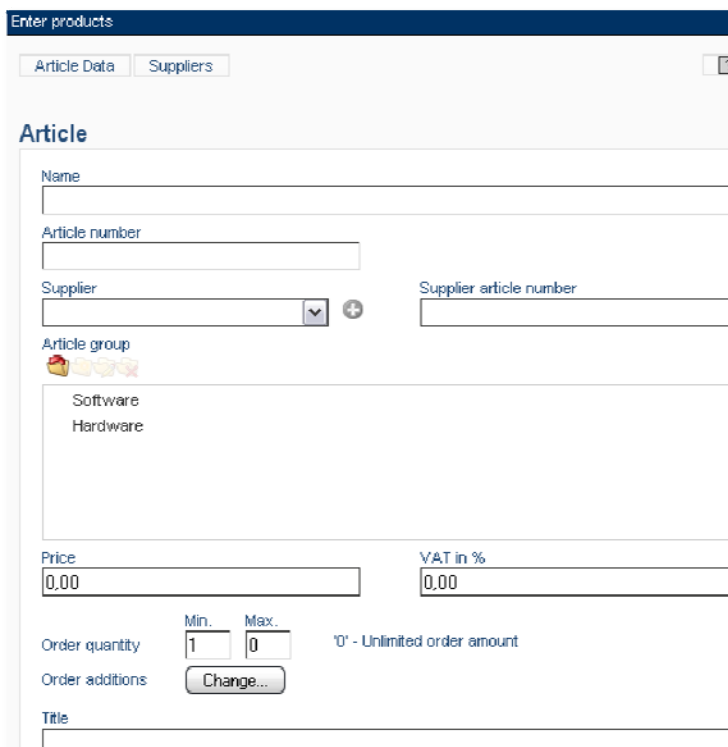 Enter products
Article Data Suppliers
Article
Name
Article number
Supplier Supplier article number
Article group
Software
Hardware
Price VAT in %
0,00 0,00
Min. Max.
Order quantity 1 0 '0' - Unlimited order amount
Order additions Change...
Title